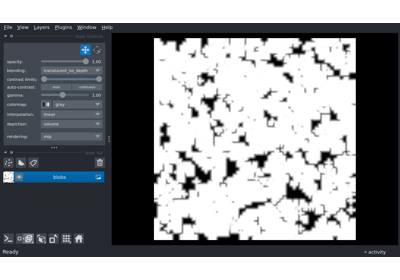 File View Layers Plugins Window Help
opacity: 1.00
blending: translucent_no_depth
contrast limits:
auto-contrast: once continuous
gamma: 1.00
colormap: gray
interpolation: linear
depiction: volume
rendering: mip
blobs
Ready activity